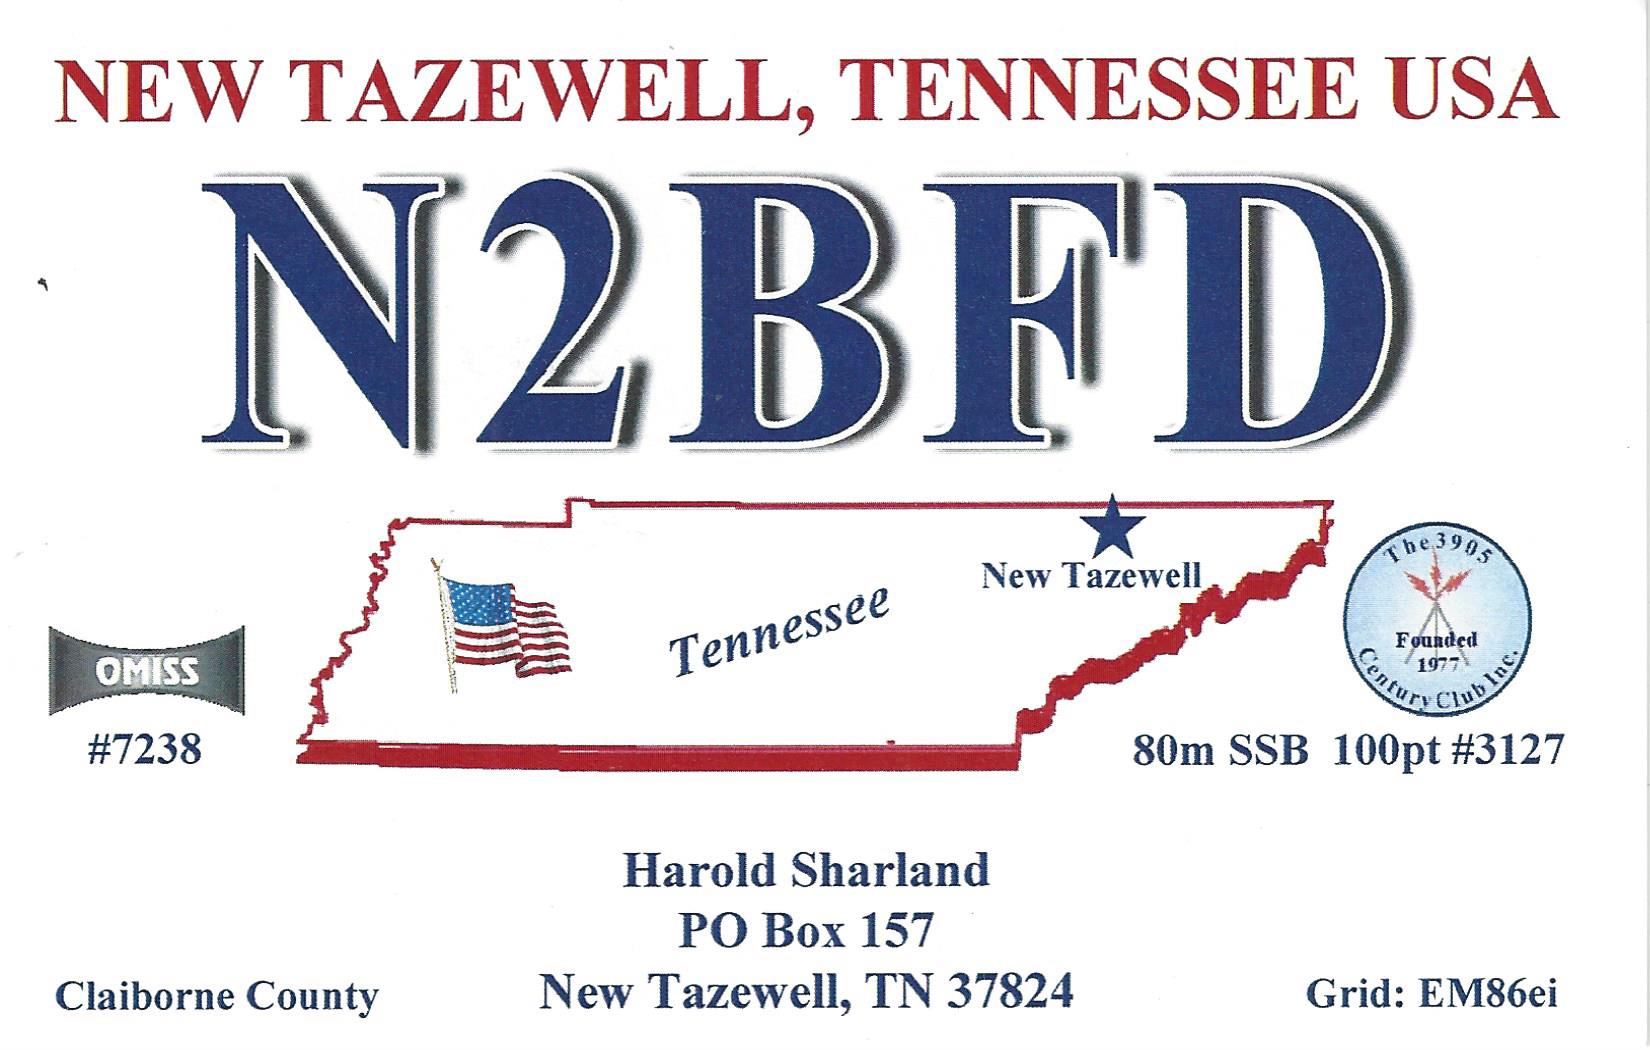 NEW TAZEWELL, TENNESSEE USA
N2BFD
New Tazewell
Tennessee
OMISS
#7238
The 3905
Founded
1977
Century Club Inc.
80m SSB 100pt #3127
Harold Sharland
PO Box 157
New Tazewell, TN 37824
Claiborne County
Grid: EM86ei